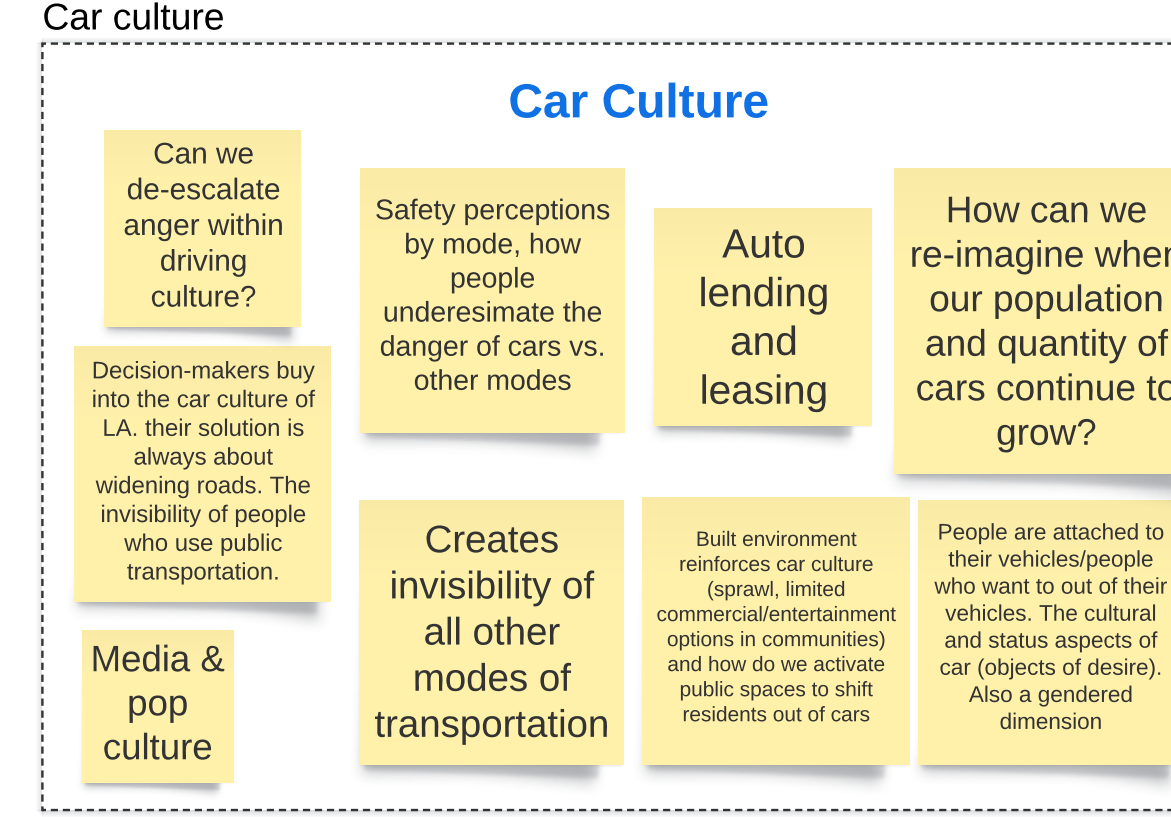 Car culture
Car Culture
Can we
de-escalate
anger within
driving
culture?
Safety perceptions
by mode, how
people
underesimate the
danger of cars vs.
other modes
Auto
lending
and
leasing
How can we
re-imagine when
our population
and quantity of
cars continue to
grow?
Decision-makers buy
into the car culture of
LA. their solution is
always about
widening roads. The
invisibility of people
who use public
transportation.
Media &
pop
culture
Creates
invisibility of
all other
modes of
transportation
Built environment
reinforces car culture
(sprawl, limited
commercial/entertainment
options in communities)
and how do we activate
public spaces to shift
residents out of cars
People are attached to
their vehicles/people
who want to out of their
vehicles. The cultural
and status aspects of
car (objects of desire).
Also a gendered
dimension